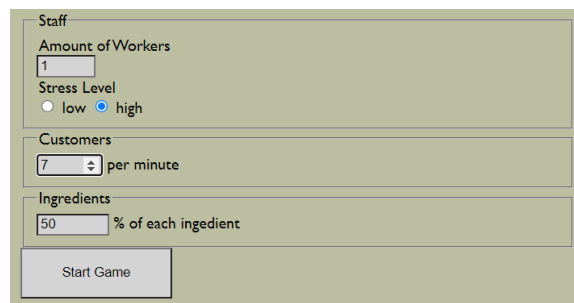 Staff
Amount of Workers
1
Stress Level
low high
Customers
7 per minute
Ingredients
50 % of each ingedient
Start Game